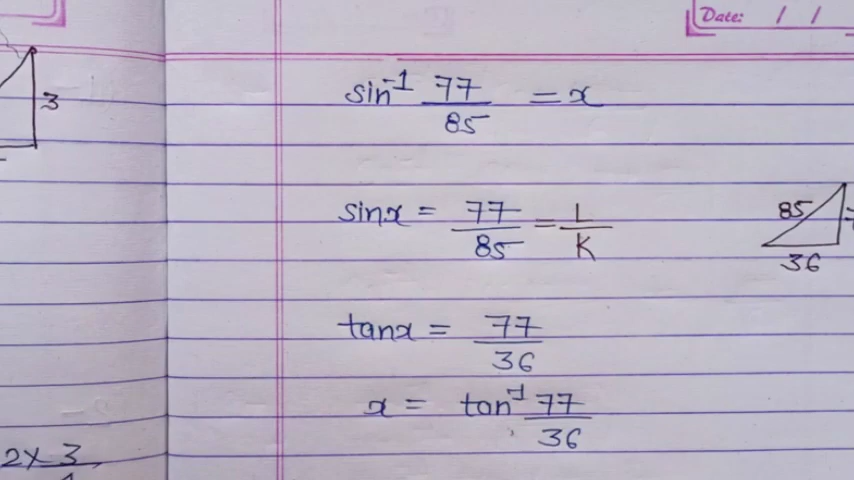 Date: / /
3
sin⁻¹ 77/85 = x
sinx = 77/85 = L/K
85
36
tanx = 77/36
x = tan⁻¹ 77/36
2x 3